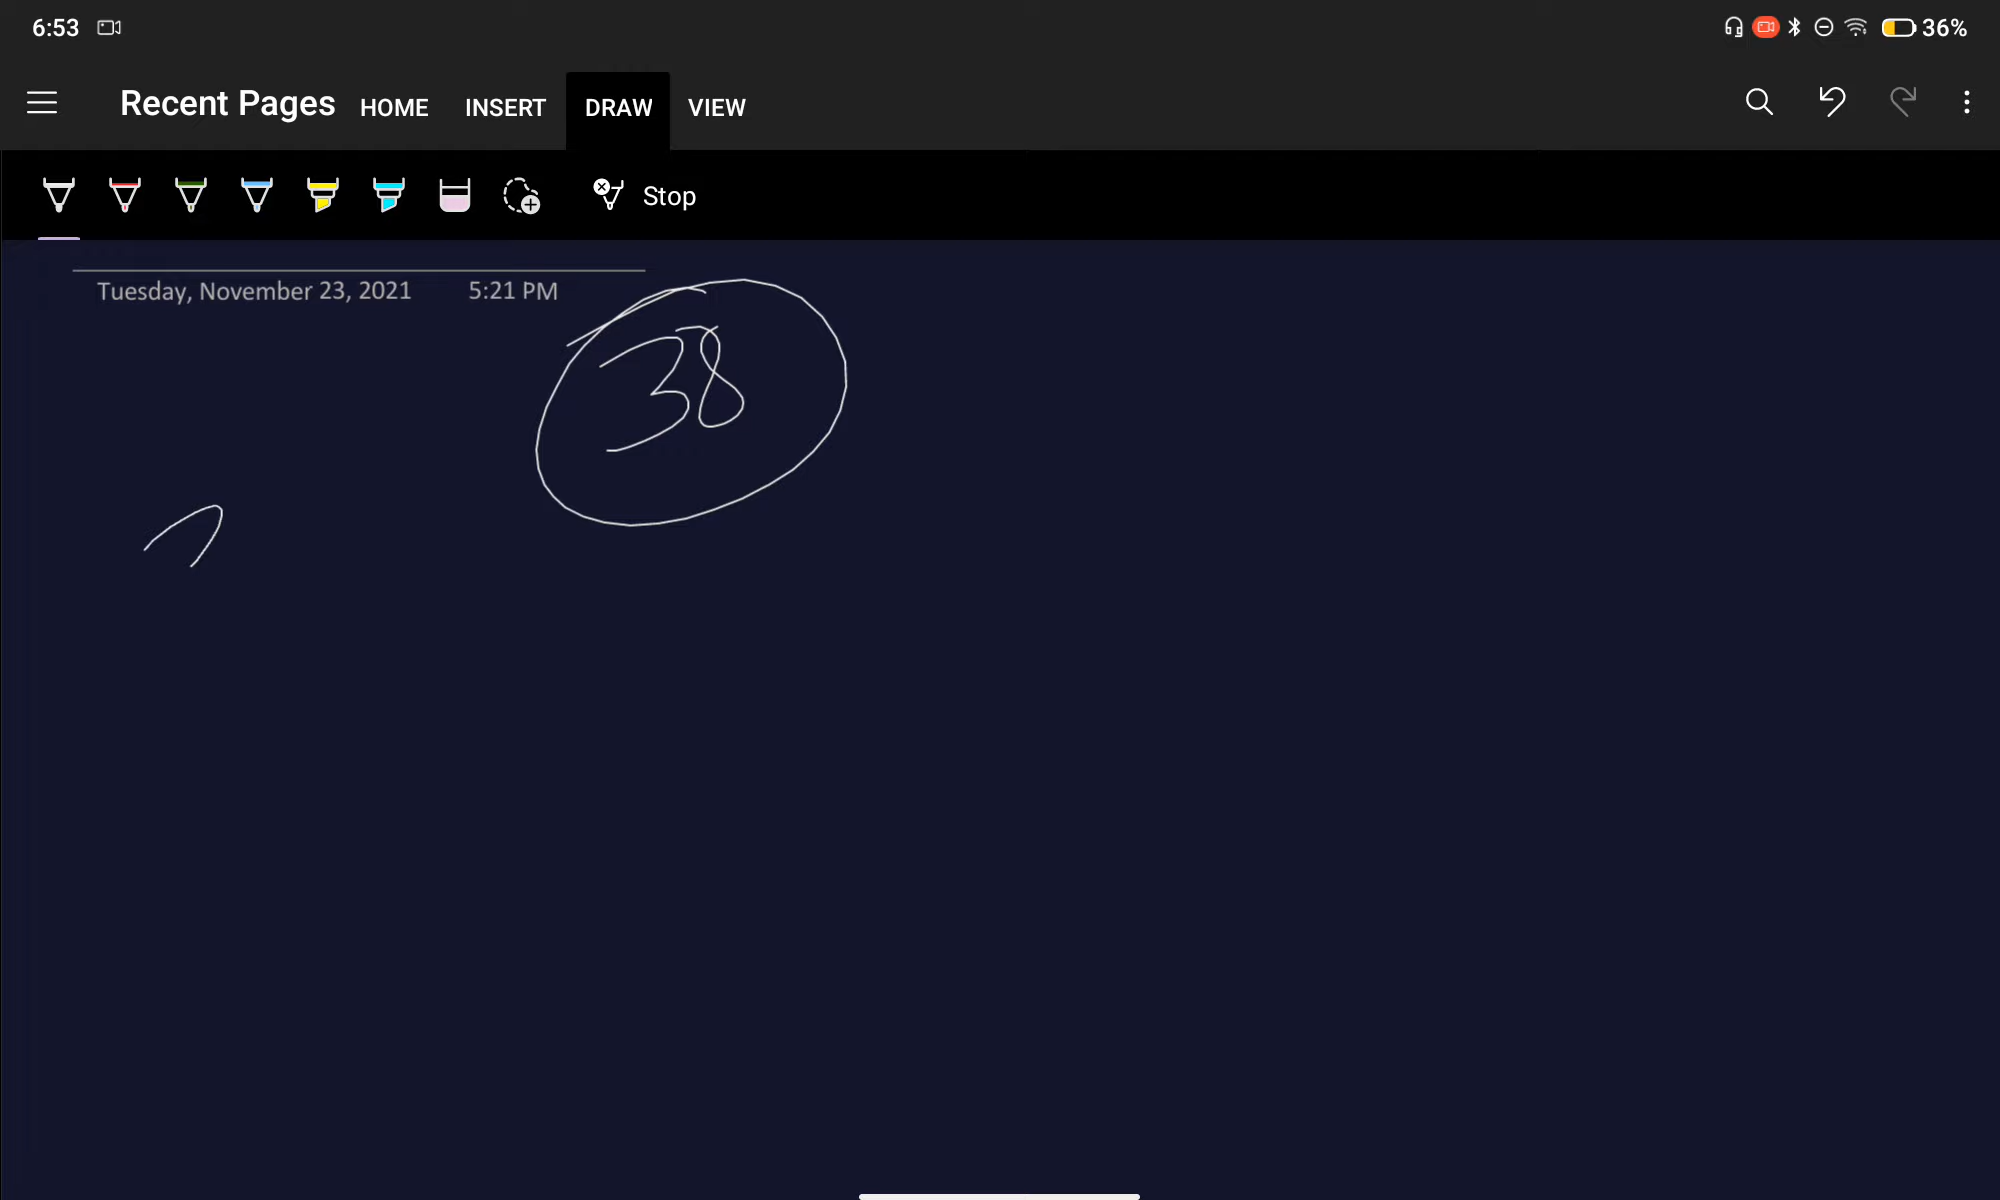 6:53 36%
Recent Pages HOME INSERT DRAW VIEW
Stop
Tuesday, November 23, 2021 5:21 PM
38